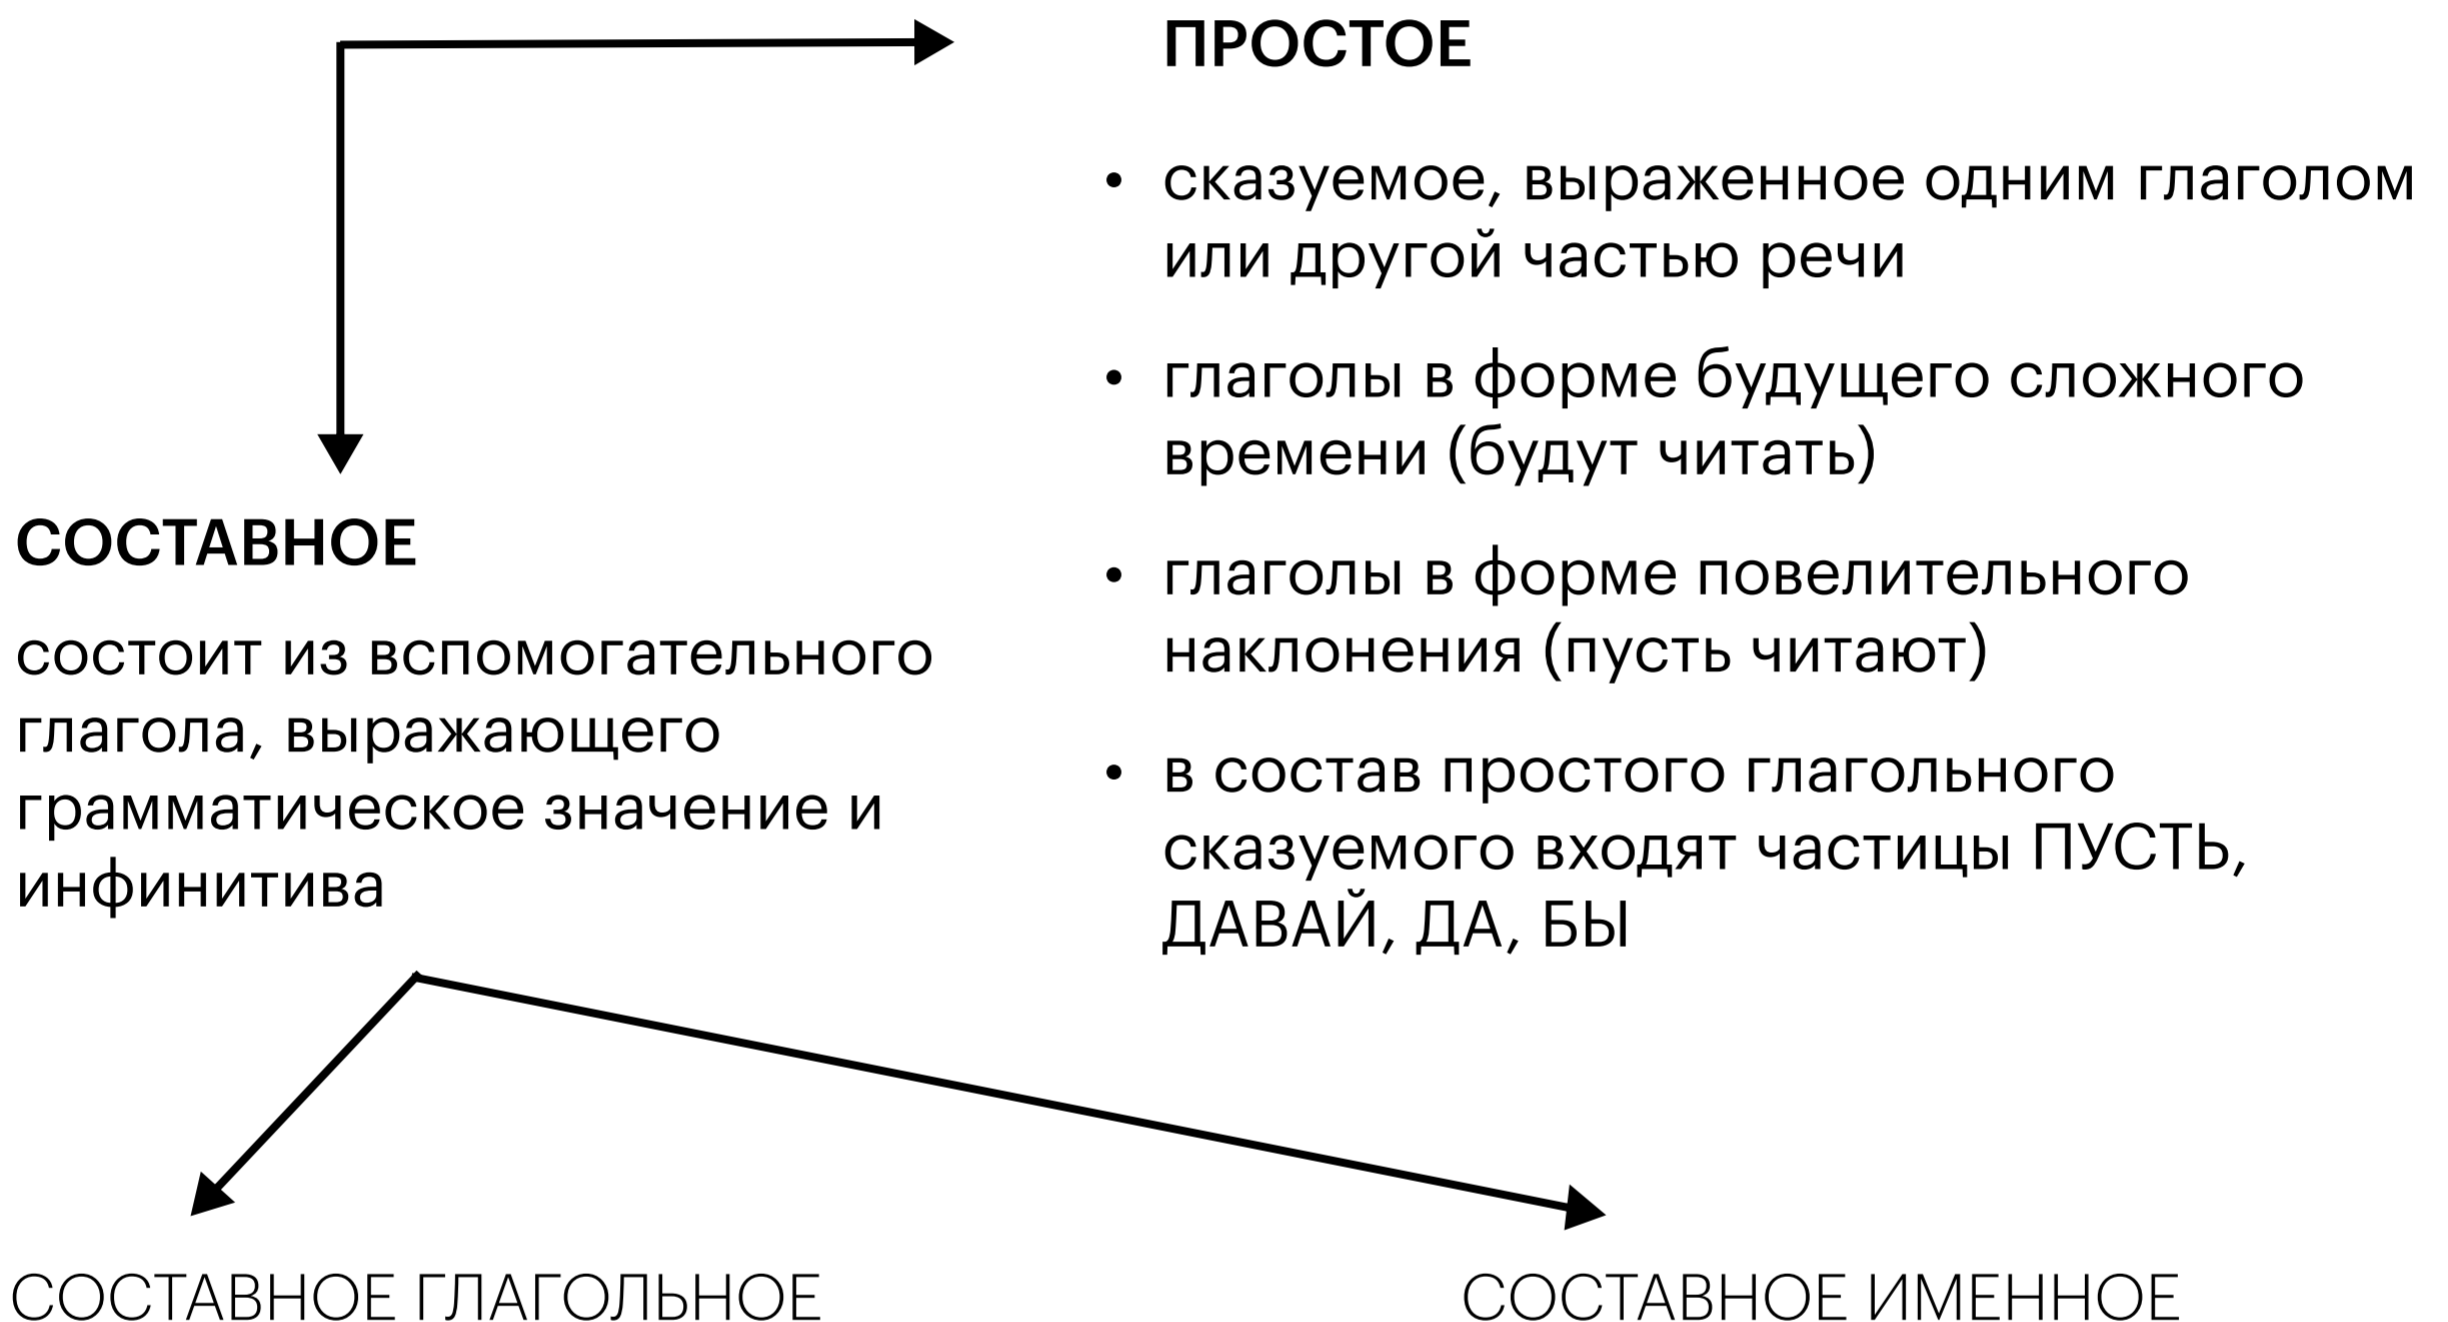 ПРОСТОЕ
• сказуемое, выраженное одним глаголом
или другой частью речи
• глаголы в форме будущего сложного
времени (будут читать)
• глаголы в форме повелительного
наклонения (пусть читают)
• в состав простого глагольного
сказуемого входят частицы ПУСТЬ,
ДАВАЙ, ДА, БЫ
СОСТАВНОЕ
состоит из вспомогательного
глагола, выражающего
грамматическое значение и
инфинитива
СОСТАВНОЕ ГЛАГОЛЬНОЕ
СОСТАВНОЕ ИМЕННОЕ